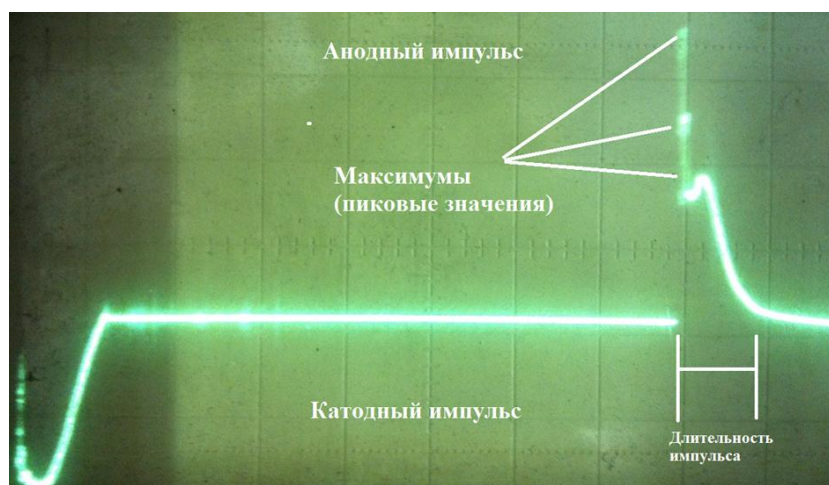 Анодный импульс
Максимумы
(пиковые значения)
Катодный импульс
Длительность
импульса